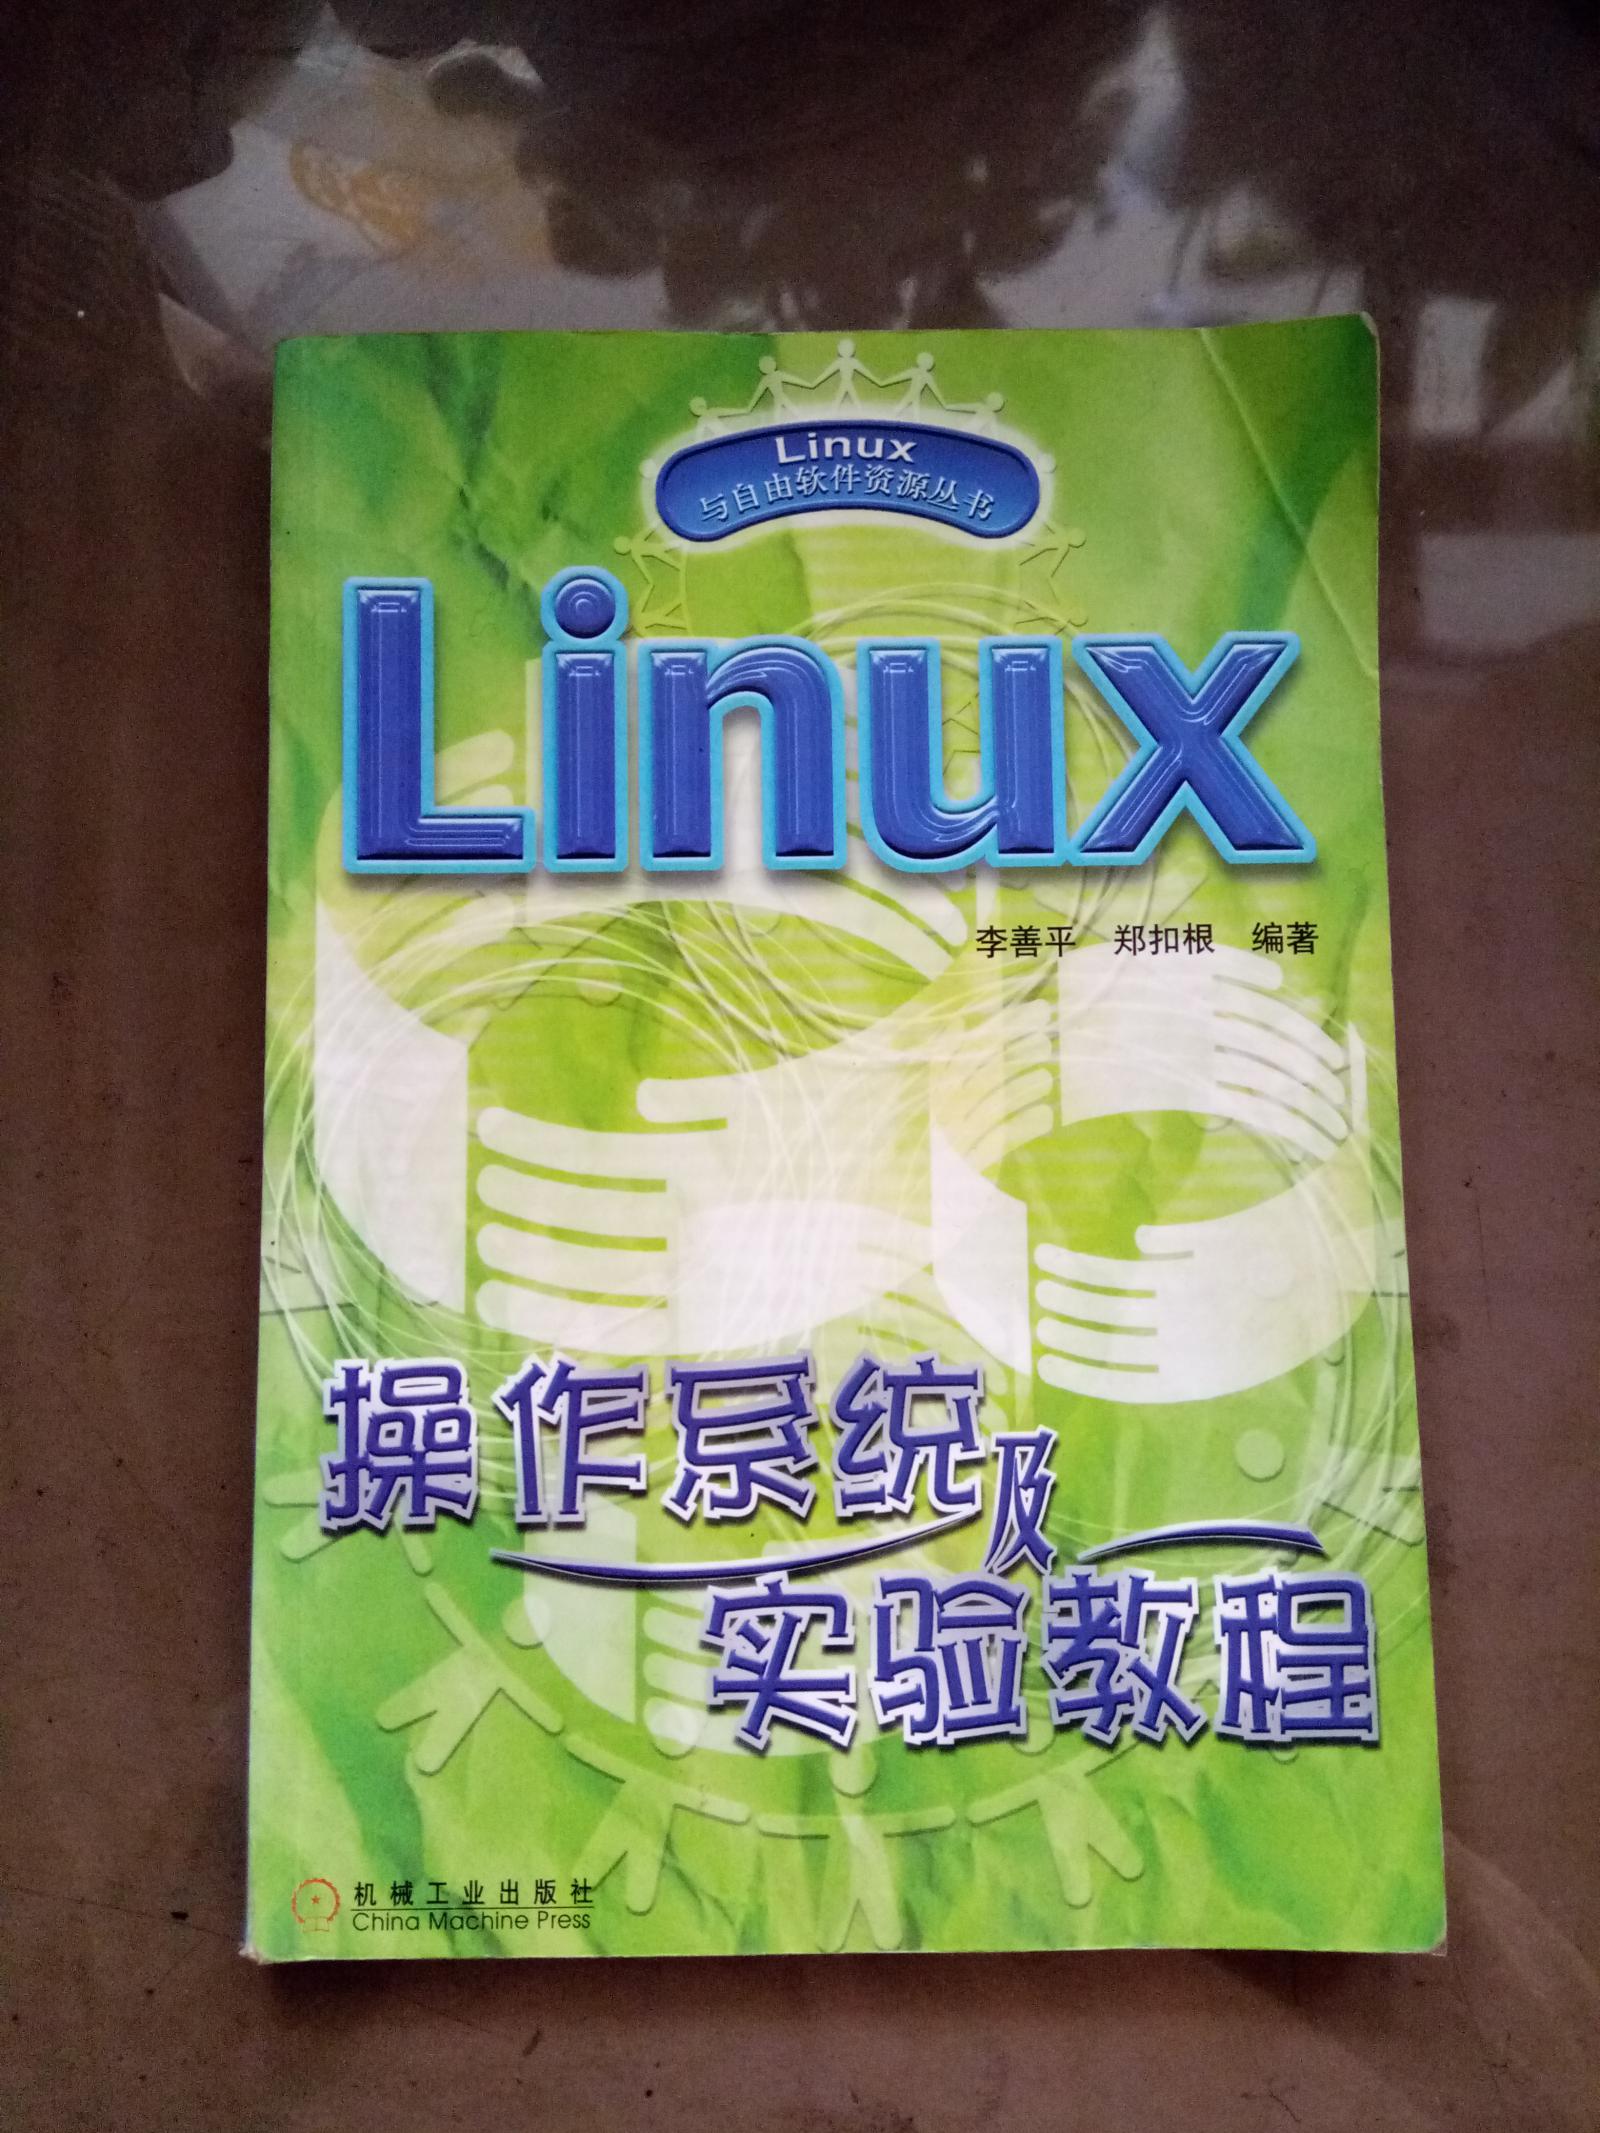 Linux
与自由软件资源丛书
Linux
李善平 郑扣根 编著
操作系统及
实验教程
机械工业出版社
China Machine Press